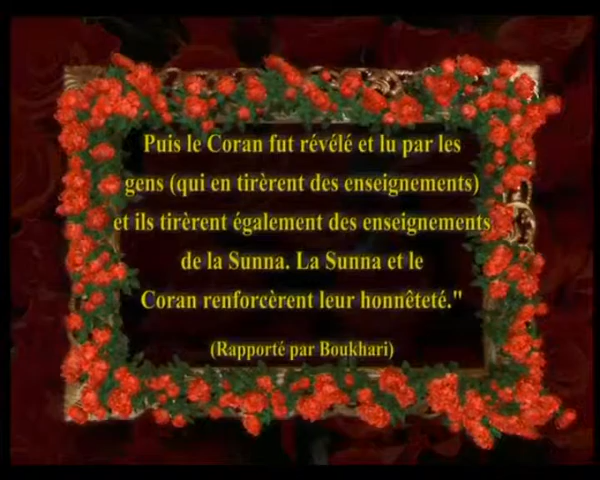 Puis le Coran fut révélé et lu par les
gens (qui en tirèrent des enseignements)
et ils tirèrent également des enseignements
de la Sunna. La Sunna et le
Coran renforcèrent leur honnêteté."
(Rapporté par Boukhari)